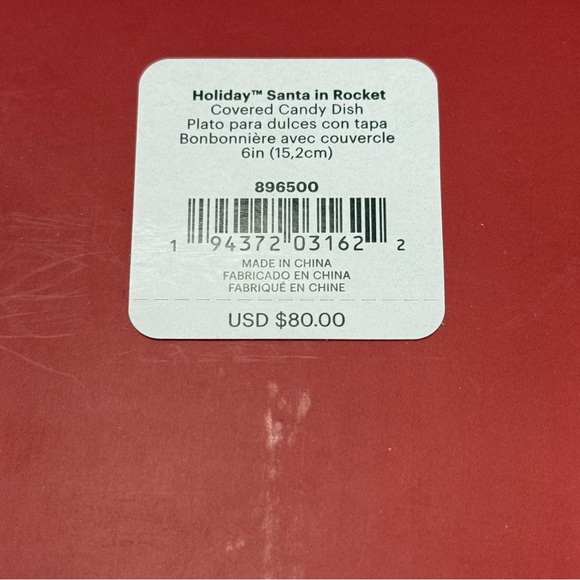 Holiday™ Santa in Rocket
Covered Candy Dish
Plato para dulces con tapa
Bonbonnière avec couvercle
6in (15,2cm)
896500
1 94372 03162 2
MADE IN CHINA
FABRICADO EN CHINA
FABRIQUÉ EN CHINE
USD $80.00